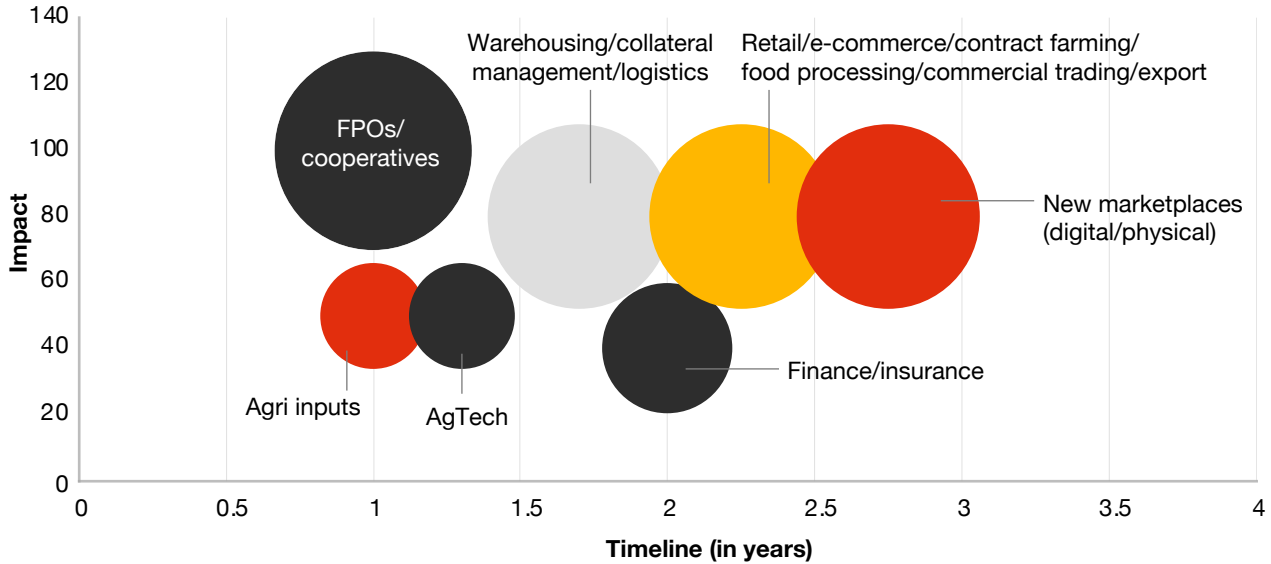 140
120
100
80
60
40
20
0
Impact
Warehousing/collateral
management/logistics
Retail/e-commerce/contract farming/
food processing/commercial trading/export
FPOs/
cooperatives
New marketplaces
(digital/physical)
Finance/insurance
Agri inputs
AgTech
0
0.5
1
1.5
2
2.5
3
3.5
4
Timeline (in years)